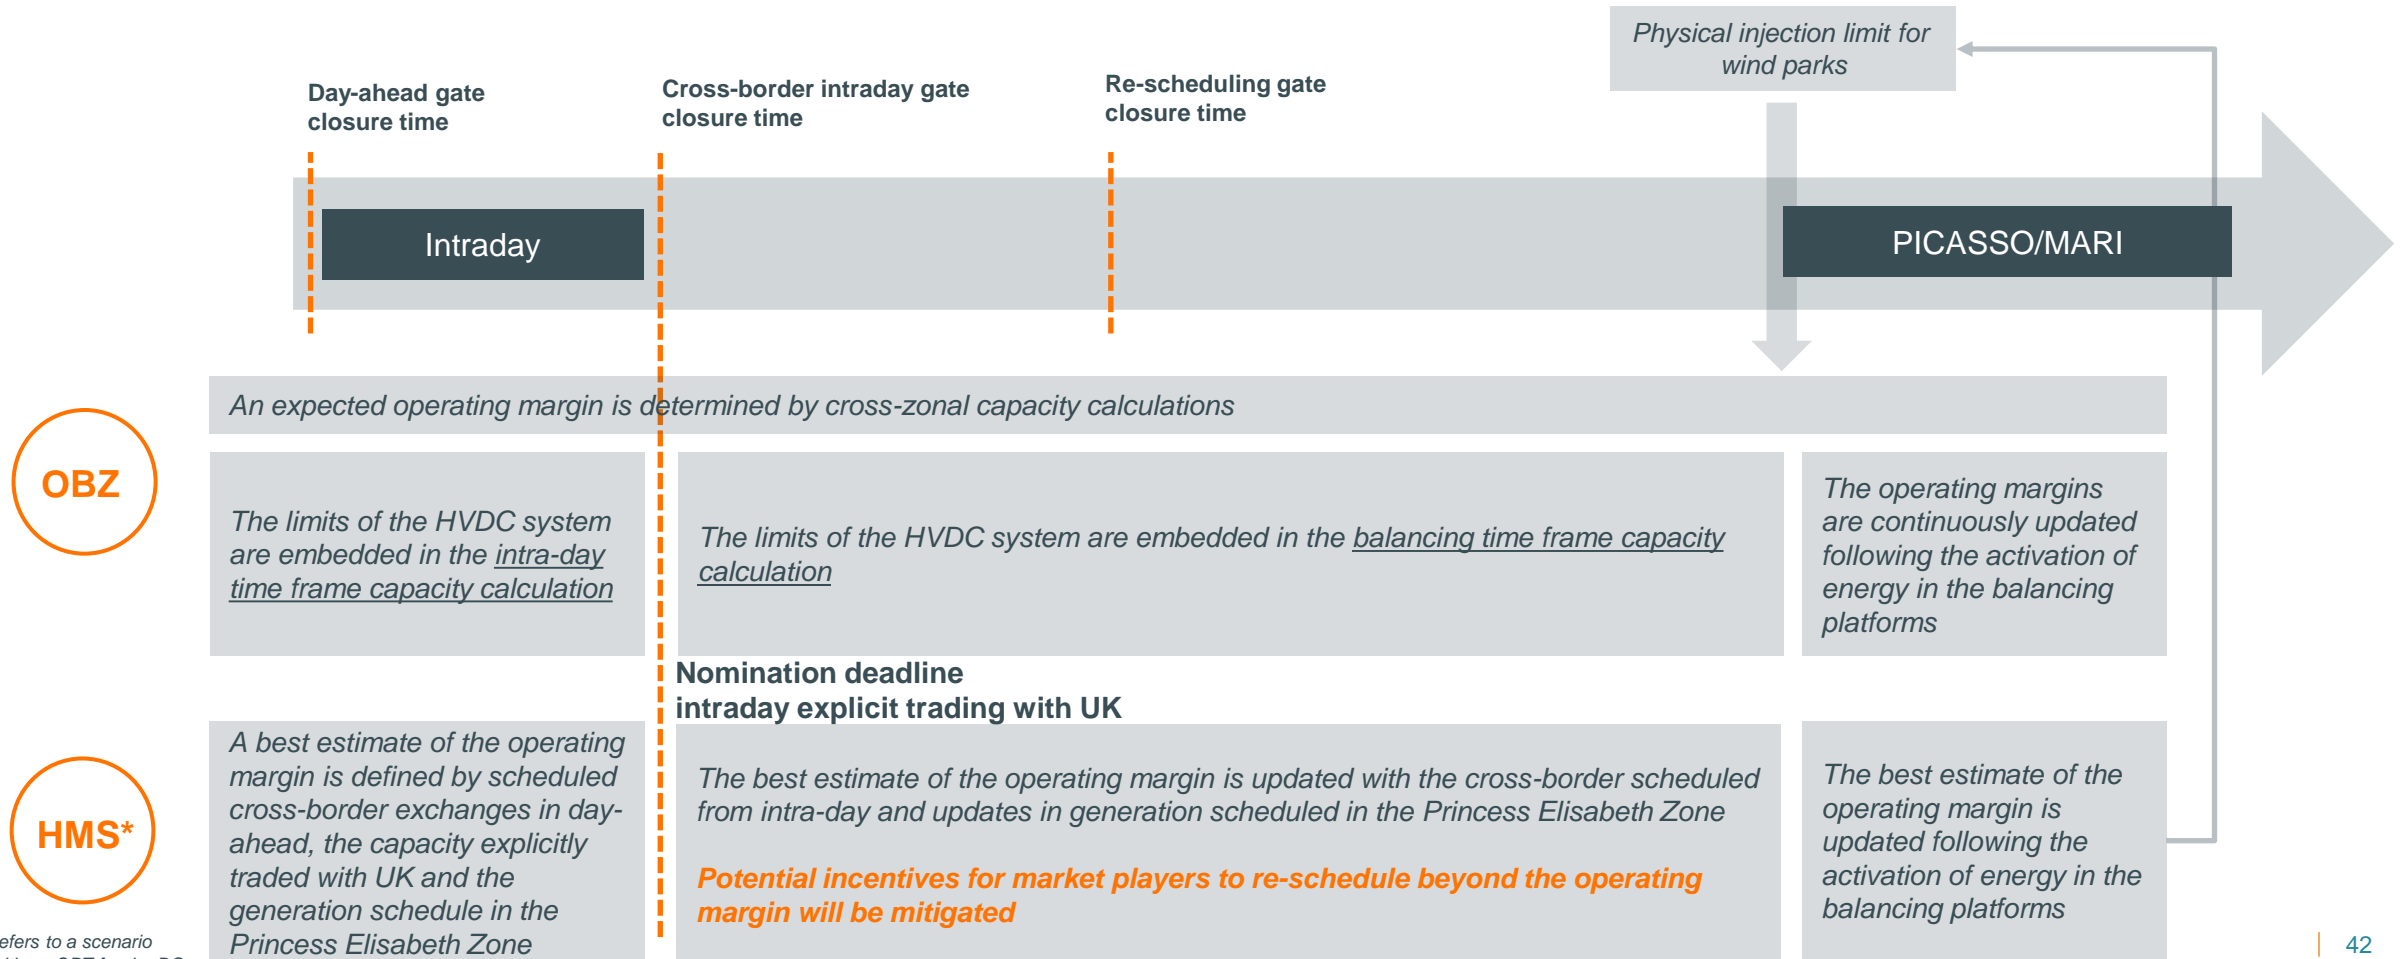 Physical injection limit for
wind parks
Day-ahead gate
closure time
Cross-border intraday gate
closure time
Re-scheduling gate
closure time
Intraday
PICASSO/MARI
An expected operating margin is determined by cross-zonal capacity calculations
OBZ
The limits of the HVDC system
are embedded in the intra-day
time frame capacity calculation
The limits of the HVDC system are embedded in the balancing time frame capacity
calculation
The operating margins
are continuously updated
following the activation of
energy in the balancing
platforms
Nomination deadline
intraday explicit trading with UK
HMS*
A best estimate of the operating
margin is defined by scheduled
cross-border exchanges in day-
ahead, the capacity explicitly
traded with UK and the
generation schedule in the
Princess Elisabeth Zone
The best estimate of the operating margin is updated with the cross-border scheduled
from intra-day and updates in generation scheduled in the Princess Elisabeth Zone
Potential incentives for market players to re-schedule beyond the operating
margin will be mitigated
The best estimate of the
operating margin is
updated following the
activation of energy in the
balancing platforms
efers to a scenario
42